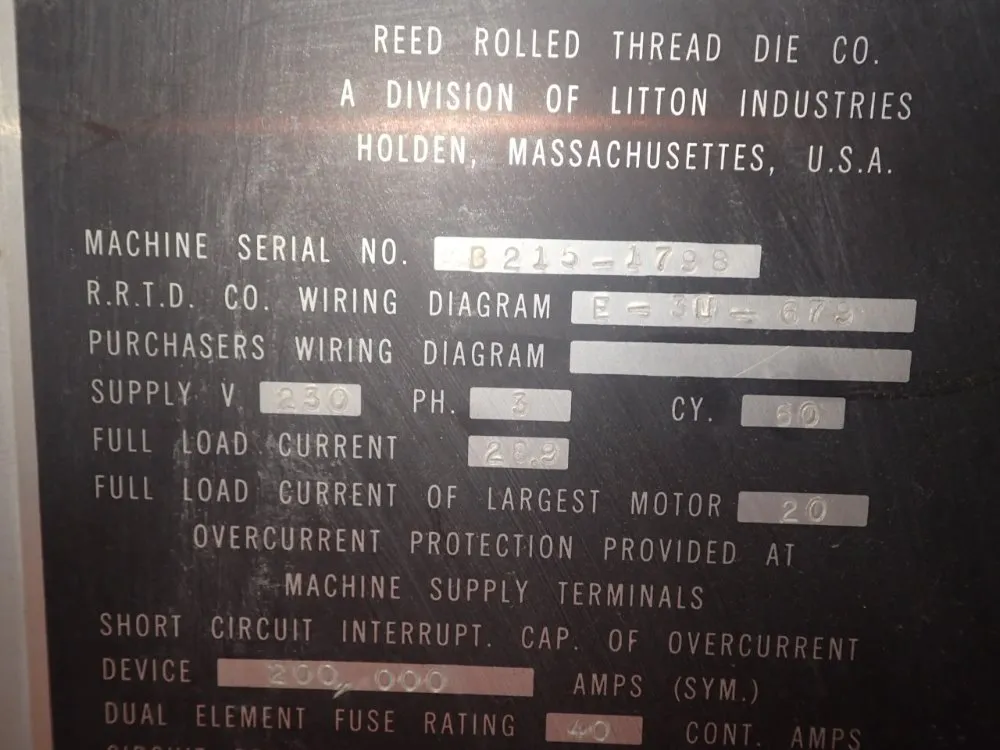 REED ROLLED THREAD DIE CO.
A DIVISION OF LITTON INDUSTRIES
HOLDEN, MASSACHUSETTES, U.S.A.
MACHINE SERIAL NO. B215-1798
R.R.T.D. CO. WIRING DIAGRAM
PURCHASERS WIRING DIAGRAM
SUPPLY V. 230 PH. 3 CY. 60
FULL LOAD CURRENT
FULL LOAD CURRENT OF LARGEST MOTOR 20
OVERCURRENT PROTECTION PROVIDED AT
MACHINE SUPPLY TERMINALS
SHORT CIRCUIT INTERRUPT. CAP. OF OVERCURRENT
DEVICE 200,000 AMPS (SYM.)
DUAL ELEMENT FUSE RATING 40 CONT. AMPS